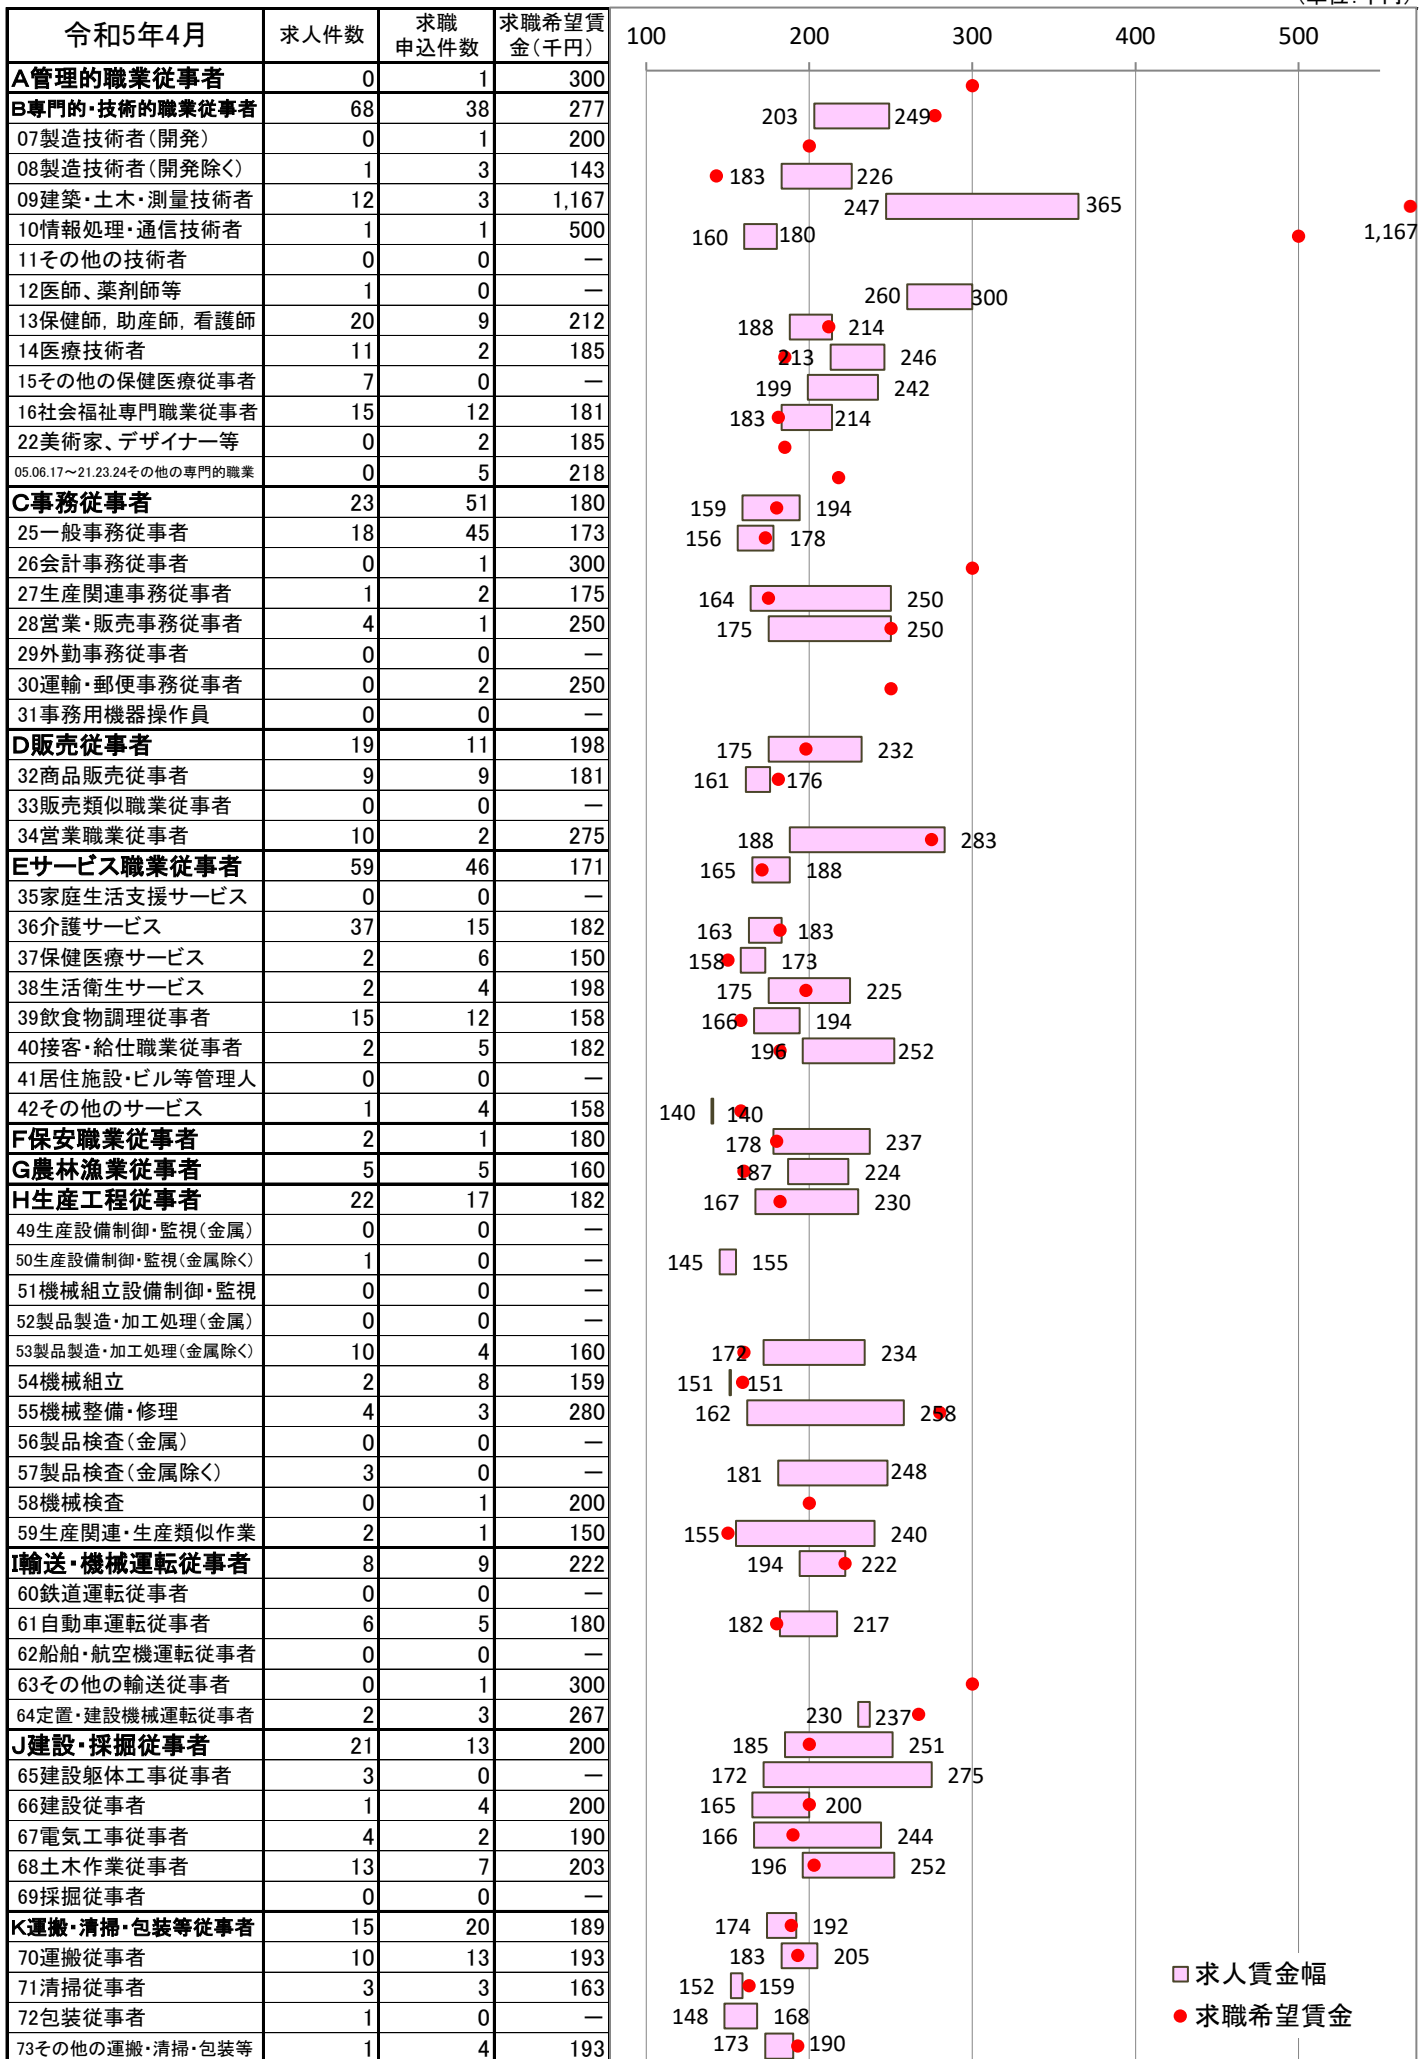 令和5年4月 求人件数 求職申込件数 求職希望賃金(千円) 100 200 300 400 500
A管理的職業従事者 0 1 300
B専門的・技術的職業従事者 68 38 277 203 249
07製造技術者(開発) 0 1 200
08製造技術者(開発除く) 1 3 143 183 226
09建築・土木・測量技術者 12 3 1,167 247 365
10情報処理・通信技術者 1 1 500 160 180 1,167
11その他の技術者 0 0 ―
12医師、薬剤師等 1 0 ― 260 300
13保健師,助産師,看護師 20 9 212 188 214
14医療技術者 11 2 185 213 246
15その他の保健医療従事者 7 0 ― 199 242
16社会福祉専門職業従事者 15 12 181 183 214
22美術家、デザイナー等 0 2 185
05.06.17～21.23.24その他の専門的職業 0 5 218
C事務従事者 23 51 180 159 194
25一般事務従事者 18 45 173 156 178
26会計事務従事者 0 1 300
27生産関連事務従事者 1 2 175 164 250
28営業・販売事務従事者 4 1 250 175 250
29外勤事務従事者 0 0 ―
30運輸・郵便事務従事者 0 2 250
31事務用機器操作員 0 0 ―
D販売従事者 19 11 198 175 232
32商品販売従事者 9 9 181 161 176
33販売類似職業従事者 0 0 ―
34営業職業従事者 10 2 275 188 283
Eサービス職業従事者 59 46 171 165 188
35家庭生活支援サービス 0 0 ―
36介護サービス 37 15 182 163 183
37保健医療サービス 2 6 150 158 173
38生活衛生サービス 2 4 198 175 225
39飲食物調理従事者 15 12 158 166 194
40接客・給仕職業従事者 2 5 182 196 252
41居住施設・ビル等管理人 0 0 ―
42その他のサービス 1 4 158 140 140
F保安職業従事者 2 1 180 178 237
G農林漁業従事者 5 5 160 187 224
H生産工程従事者 22 17 182 167 230
49生産設備制御・監視(金属) 0 0 ―
50生産設備制御・監視(金属除く) 1 0 ― 145 155
51機械組立設備制御・監視 0 0 ―
52製品製造・加工処理(金属) 0 0 ―
53製品製造・加工処理(金属除く) 10 4 160 172 234
54機械組立 2 8 159 151 151
55機械整備・修理 4 3 280 162 258
56製品検査(金属) 0 0 ―
57製品検査(金属除く) 3 0 ― 181 248
58機械検査 0 1 200
59生産関連・生産類似作業 2 1 150 155 240
I輸送・機械運転従事者 8 9 222 194 222
60鉄道運転従事者 0 0 ―
61自動車運転従事者 6 5 180 182 217
62船舶・航空機運転従事者 0 0 ―
63その他の輸送従事者 0 1 300
64定置・建設機械運転従事者 2 3 267 230 237
J建設・採掘従事者 21 13 200 185 251
65建設躯体工事従事者 3 0 ― 172 275
66建設従事者 1 4 200 165 200
67電気工事従事者 4 2 190 166 244
68土木作業従事者 13 7 203 196 252
69採掘従事者 0 0 ―
K運搬・清掃・包装等従事者 15 20 189 174 192
70運搬従事者 10 13 193 183 205
71清掃従事者 3 3 163 152 159 求人賃金幅
72包装従事者 1 0 ― 148 168 求職希望賃金
73その他の運搬・清掃・包装等 1 4 193 173 190